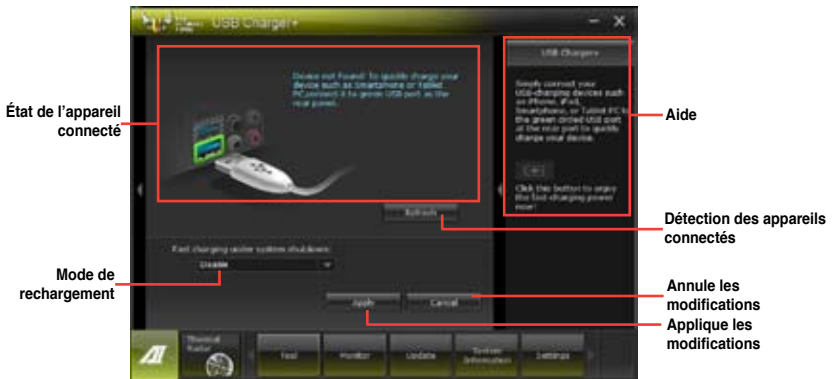 USB Charger+
Device not Found! To quickly charge your
device such as Smartphone or Tablet
PC,connect it to green USB port as the
rear panel.
État de l’appareil
connecté
USB Charger+
Simply connect your
USB-charging devices such
as iPhone, iPad,
Smartphone, or Tablet PC to
the green circled USB port
at the rear port to quickly
charge your device.
Click this button to enjoy
the fast-charging power
now!
Aide
Refresh
Détection des appareils
connectés
Fast charging under system shutdown:
Disable
Mode de
rechargement
Apply
Cancel
Annule les
modifications
Applique les
modifications
Thermal
Radar
Tool
Monitor
Update
System
Information
Settings